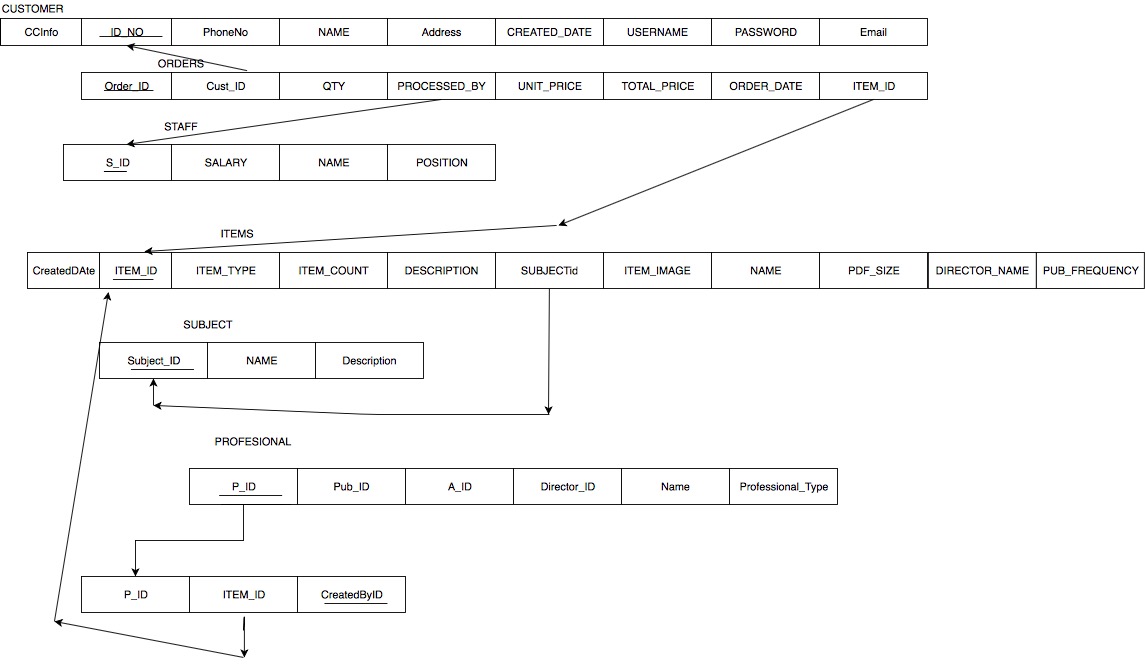 CUSTOMER
CCInfo ID_NO PhoneNo NAME Address CREATED_DATE USERNAME PASSWORD Email
ORDERS
Order_ID Cust_ID QTY PROCESSED_BY UNIT_PRICE TOTAL_PRICE ORDER_DATE ITEM_ID
STAFF
S_ID SALARY NAME POSITION
ITEMS
CreatedDAte ITEM_ID ITEM_TYPE ITEM_COUNT DESCRIPTION SUBJECTid ITEM_IMAGE NAME PDF_SIZE DIRECTOR_NAME PUB_FREQUENCY
SUBJECT
Subject_ID NAME Description
PROFESIONAL
P_ID Pub_ID A_ID Director_ID Name Professional_Type
P_ID ITEM_ID CreatedByID